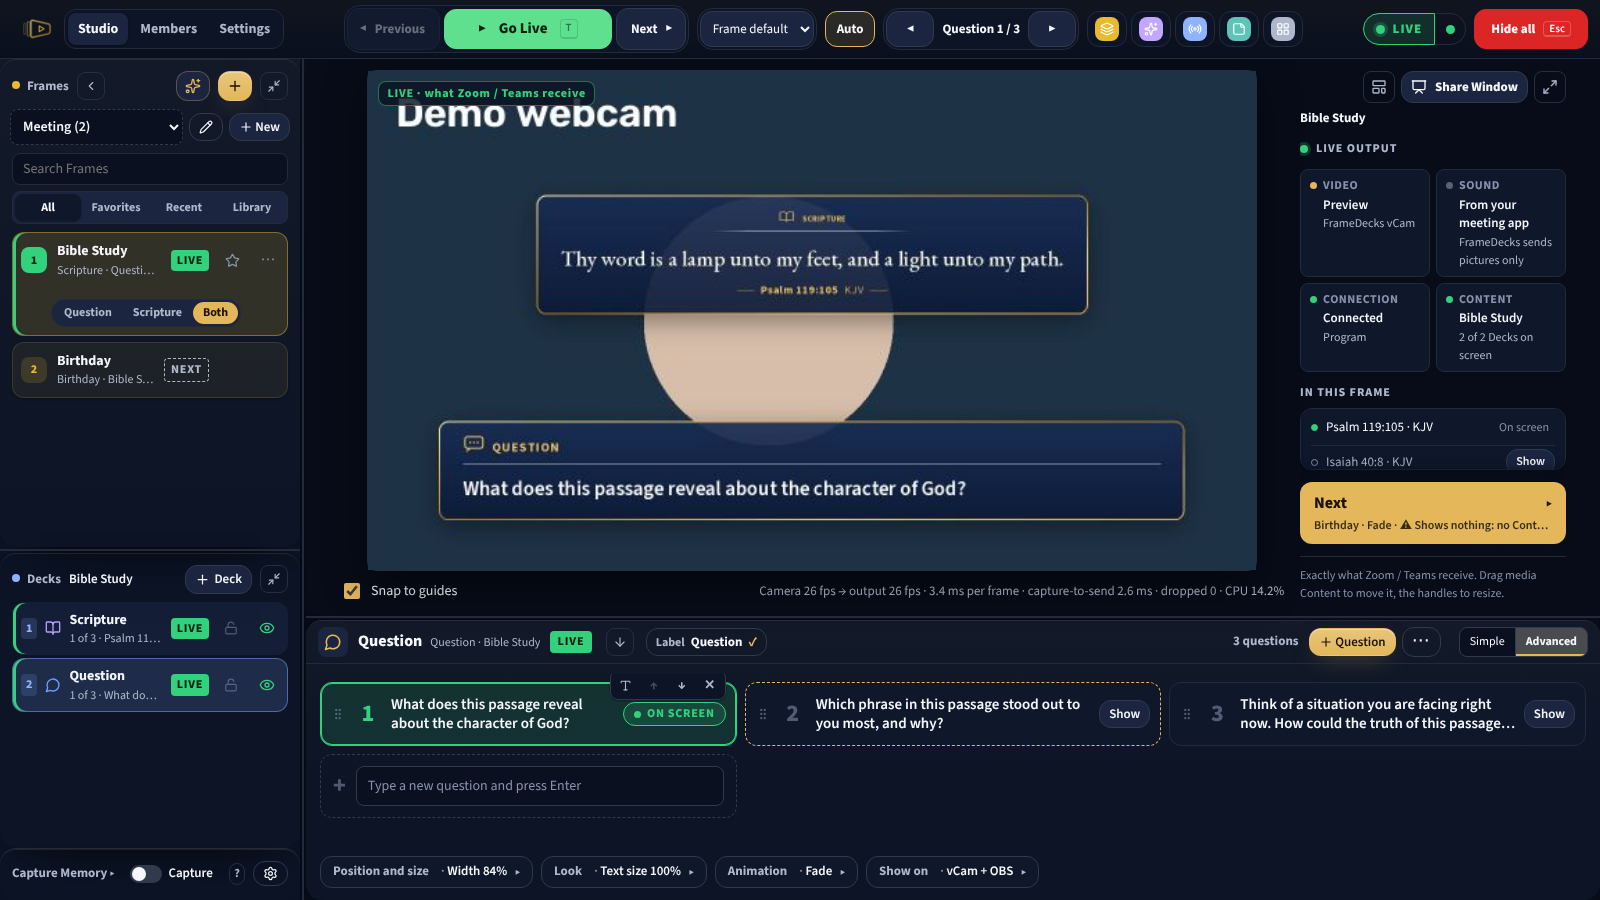 Studio
Members
Settings
Previous
Go Live T
Next
Frame default
Auto
Question 1 / 3
LIVE
Hide all Esc
Frames
Meeting (2)
+ New
Search Frames
All Favorites Recent Library
1 Bible Study LIVE
Scripture · Questi...
Question Scripture Both
2 Birthday NEXT
Birthday · Bible S...
Decks Bible Study + Deck
1 Scripture LIVE
1 of 3 · Psalm 11...
2 Question LIVE
1 of 3 · What do...
Capture Memory Capture ?
LIVE · what Zoom / Teams receive
Demo webcam
SCRIPTURE
Thy word is a lamp unto my feet, and a light unto my path.
Psalm 119:105 KJV
QUESTION
What does this passage reveal about the character of God?
Snap to guides
Camera 26 fps → output 26 fps · 3.4 ms per frame · capture-to-send 2.6 ms · dropped 0 · CPU 14.2%
Share Window
Bible Study
LIVE OUTPUT
VIDEO
Preview
FrameDecks vCam
SOUND
From your
meeting app
FrameDecks sends
pictures only
CONNECTION
Connected
Program
CONTENT
Bible Study
2 of 2 Decks on
screen
IN THIS FRAME
Psalm 119:105 · KJV On screen
Isaiah 40:8 · KJV Show
Next
Birthday · Fade · ⚠ Shows nothing: no Cont...
Exactly what Zoom / Teams receive. Drag media
Content to move it, the handles to resize.
Question Question · Bible Study LIVE
Label Question ✓
3 questions
+ Question
Simple Advanced
1 What does this passage reveal
about the character of God?
ON SCREEN
2 Which phrase in this passage stood out to
you most, and why?
Show
3 Think of a situation you are facing right
now. How could the truth of this passage...
Show
Type a new question and press Enter
Position and size · Width 84%
Look · Text size 100%
Animation · Fade
Show on · vCam + OBS